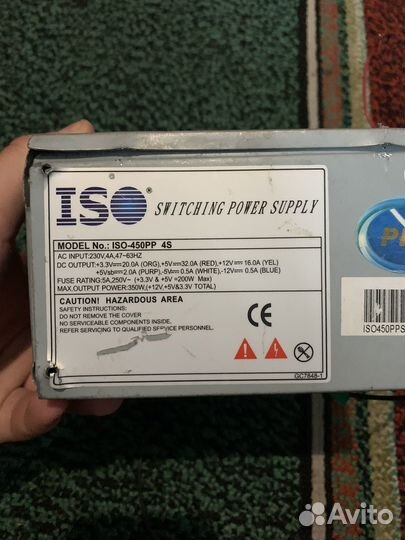 ISO SWITCHING POWER SUPPLY
MODEL No.: ISO-450PP 4S
AC INPUT:230V,4A,47-63HZ
DC OUTPUT:+3.3V⎓20.0A (ORG),+5V⎓32.0A (RED),+12V⎓16.0A (YEL)
+5Vsb⎓2.0A (PURP),-5V⎓0.5A (WHITE),-12V⎓0.5A (BLUE)
FUSE RATING:5A,250V~ (+3.3V & +5V =200W Max)
MAX.OUTPUT POWER:350W,(+12V,+5V&3.3V TOTAL)
CAUTION! HAZARDOUS AREA
SAFETY INSTRUCTIONS:
DO NOT REMOVE THE COVER
NO SERVICEABLE COMPONENTS INSIDE.
REFER SERVICING TO QUALIFIED SERVICE PERSONNEL.
CE
ISO450PPS
Avito